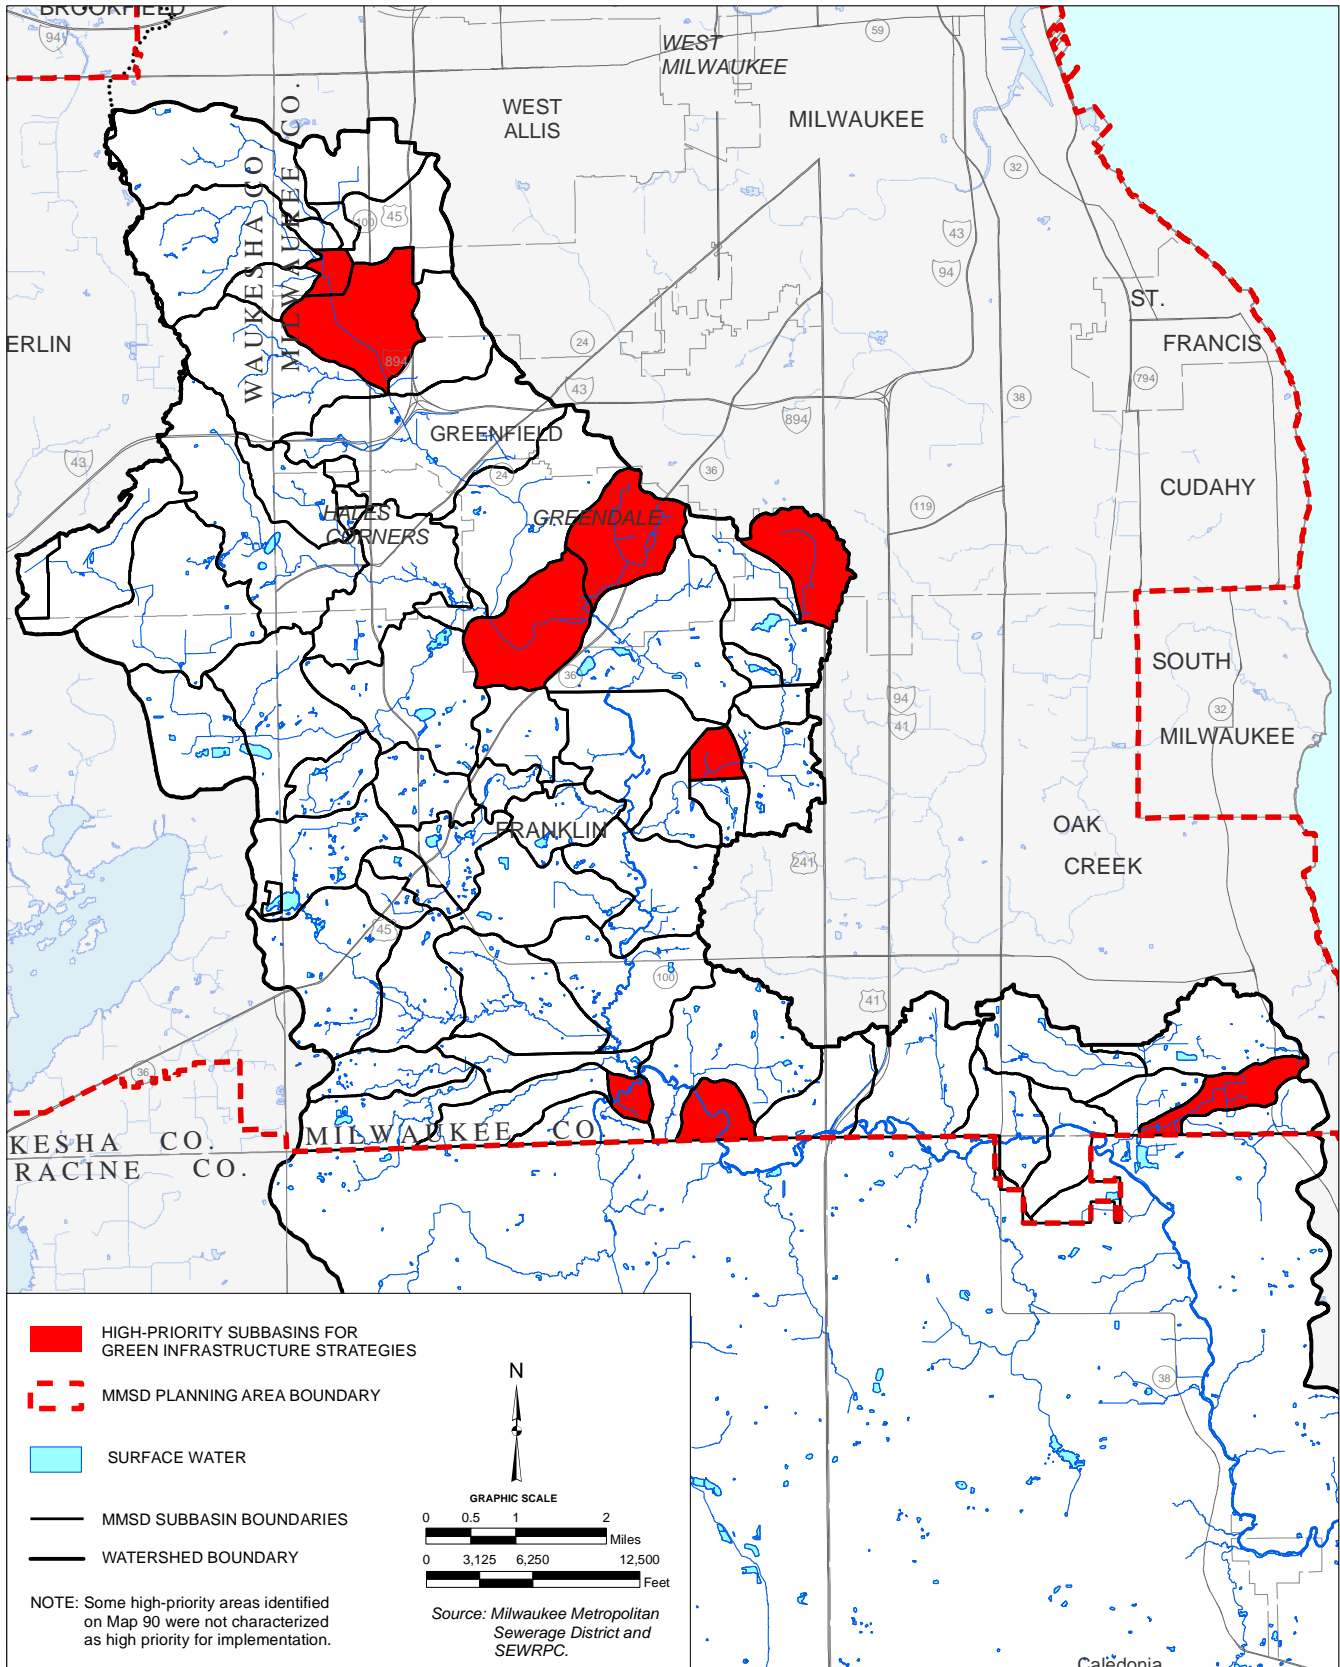 BROOKFIELD
94
59
WEST
MILWAUKEE
WEST
ALLIS
MILWAUKEE
WAUKESHA CO
MILWAUKEE CO.
32
100
45
43
94
ST.
FRANCIS
ERLIN
24
894
43
794
38
894
GREENFIELD
43
24
36
CUDAHY
119
HALES
CORNERS
GREENDALE
SOUTH
MILWAUKEE
36
94
41
32
FRANKLIN
OAK
CREEK
241
45
100
41
36
KESHA CO.
RACINE CO.
MILWAUKEE CO
38
Caledonia
HIGH-PRIORITY SUBBASINS FOR
GREEN INFRASTRUCTURE STRATEGIES
MMSD PLANNING AREA BOUNDARY
SURFACE WATER
MMSD SUBBASIN BOUNDARIES
WATERSHED BOUNDARY
NOTE: Some high-priority areas identified
on Map 90 were not characterized
as high priority for implementation.
N
GRAPHIC SCALE
0 0.5 1 2
Miles
0 3,125 6,250 12,500
Feet
Source: Milwaukee Metropolitan
Sewerage District and
SEWRPC.